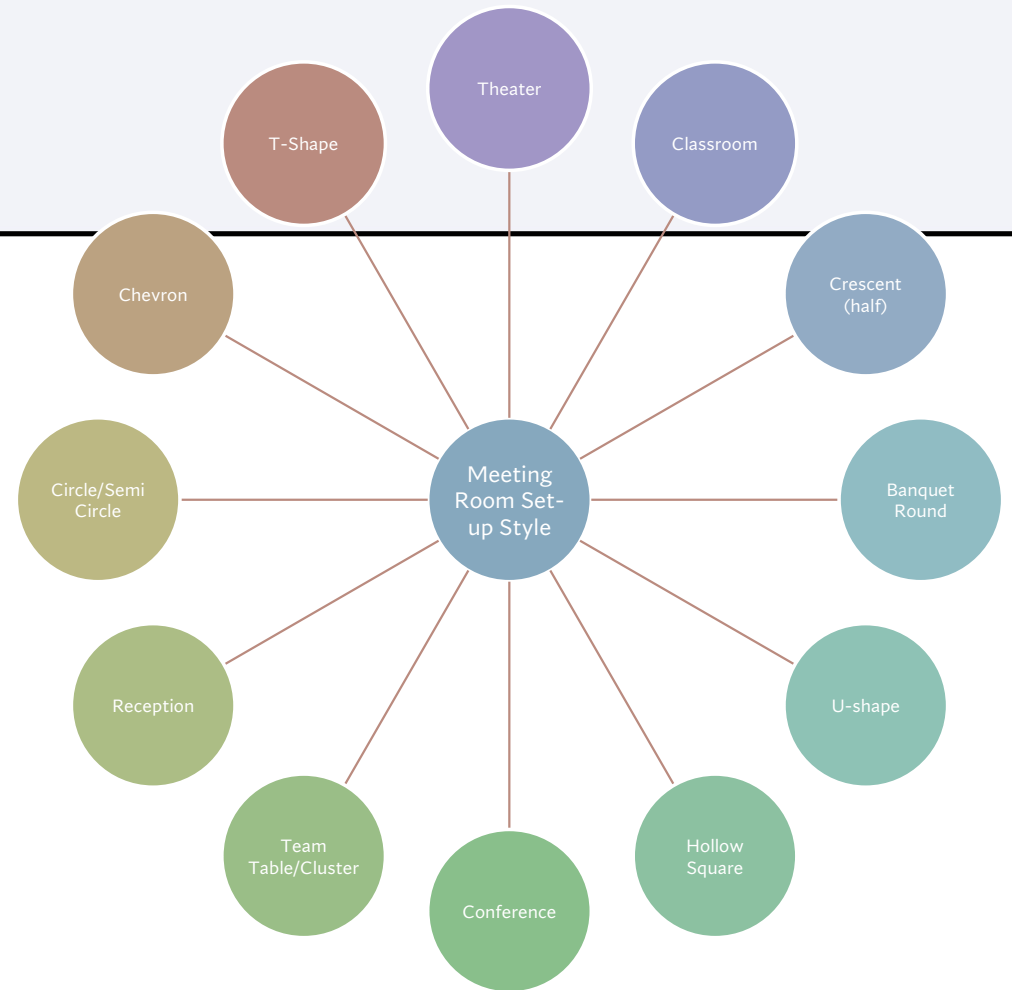 Theater
T-Shape
Classroom
Chevron
Crescent
(half)
Circle/Semi
Circle
Meeting
Room Set-
up Style
Banquet
Round
Reception
U-shape
Team
Table/Cluster
Hollow
Square
Conference